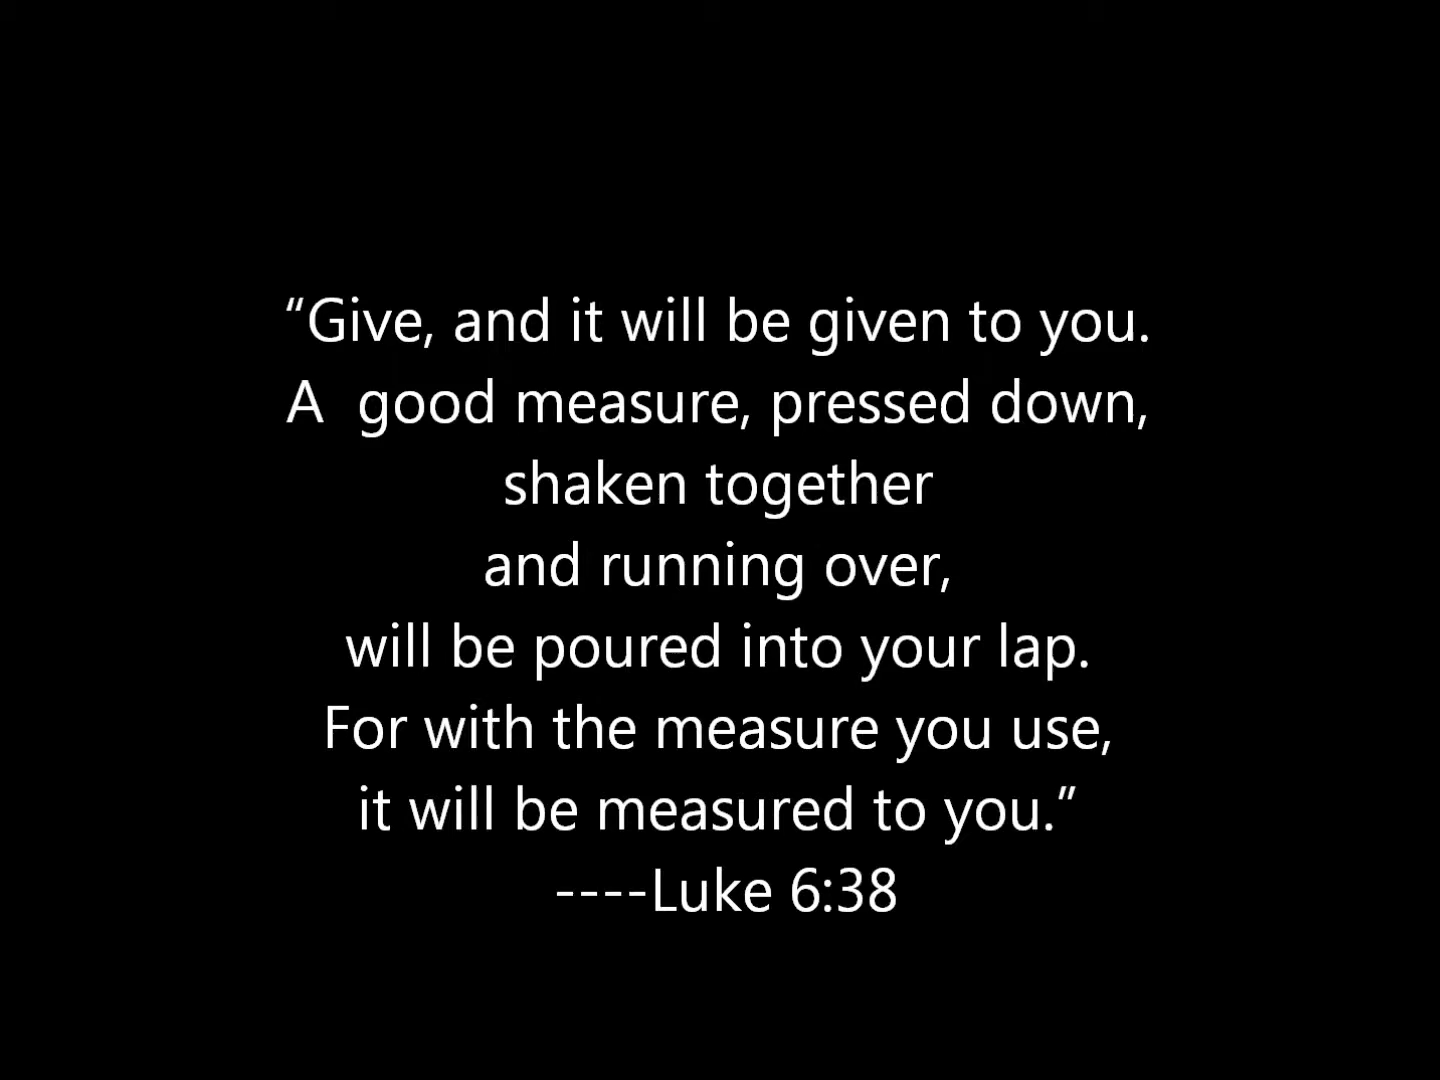 “Give, and it will be given to you.
A  good measure, pressed down,
shaken together
and running over,
will be poured into your lap.
For with the measure you use,
it will be measured to you.”
----Luke 6:38